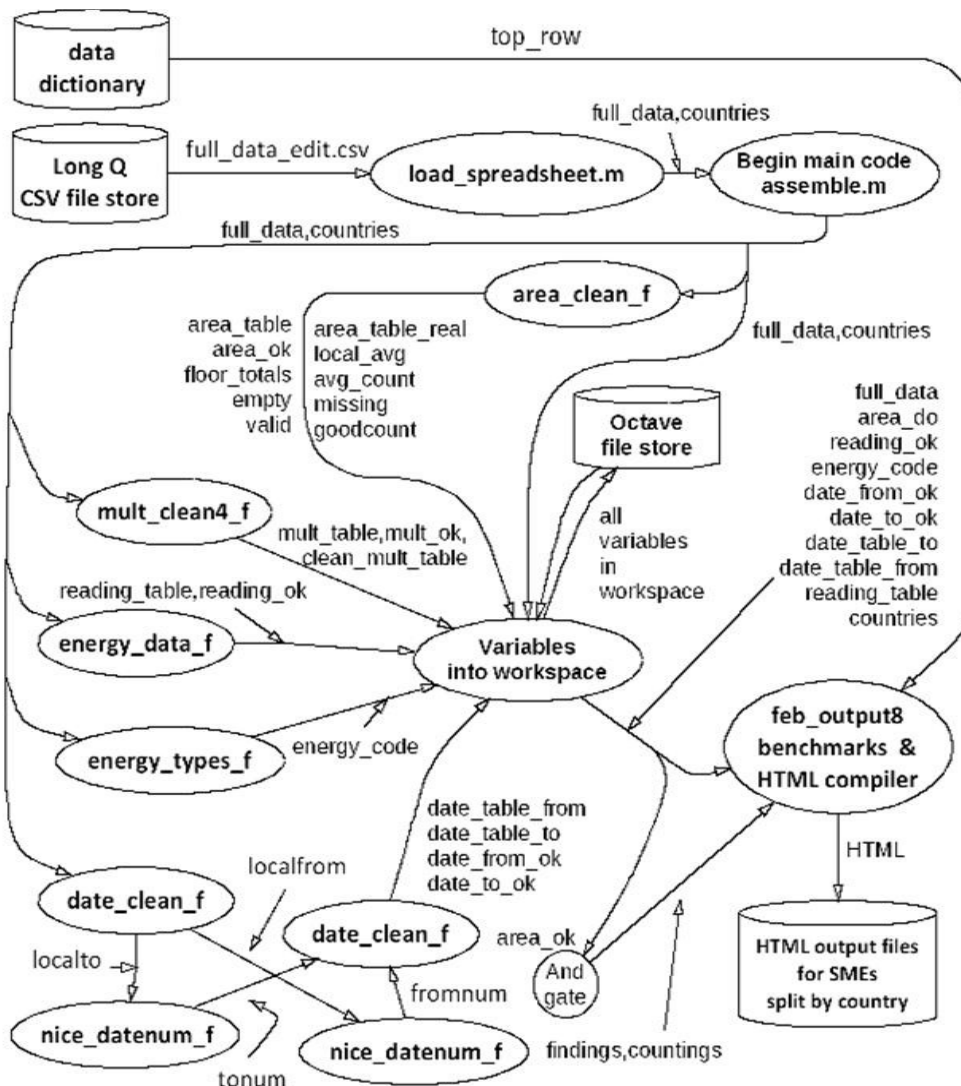 data
dictionary
top_row
Long Q
CSV file store
full_data_edit.csv
load_spreadsheet.m
full_data,countries
Begin main code
assemble.m
full_data,countries
area_clean_f
area_table
area_ok
floor_totals
empty
valid
area_table_real
local_avg
avg_count
missing
goodcount
full_data,countries
Octave
file store
full_data
area_do
reading_ok
energy_code
date_from_ok
date_to_ok
date_table_to
date_table_from
reading_table
countries
mult_clean4_f
mult_table,mult_ok,
clean_mult_table
all
variables
in
workspace
reading_table,reading_ok
energy_data_f
Variables
into workspace
energy_types_f
energy_code
feb_output8
benchmarks &
HTML compiler
date_table_from
date_table_to
date_from_ok
date_to_ok
HTML
date_clean_f
localfrom
date_clean_f
area_ok
And
gate
HTML output files
for SMEs
split by country
localto
nice_datenum_f
fromnum
nice_datenum_f
tonum
findings,countings